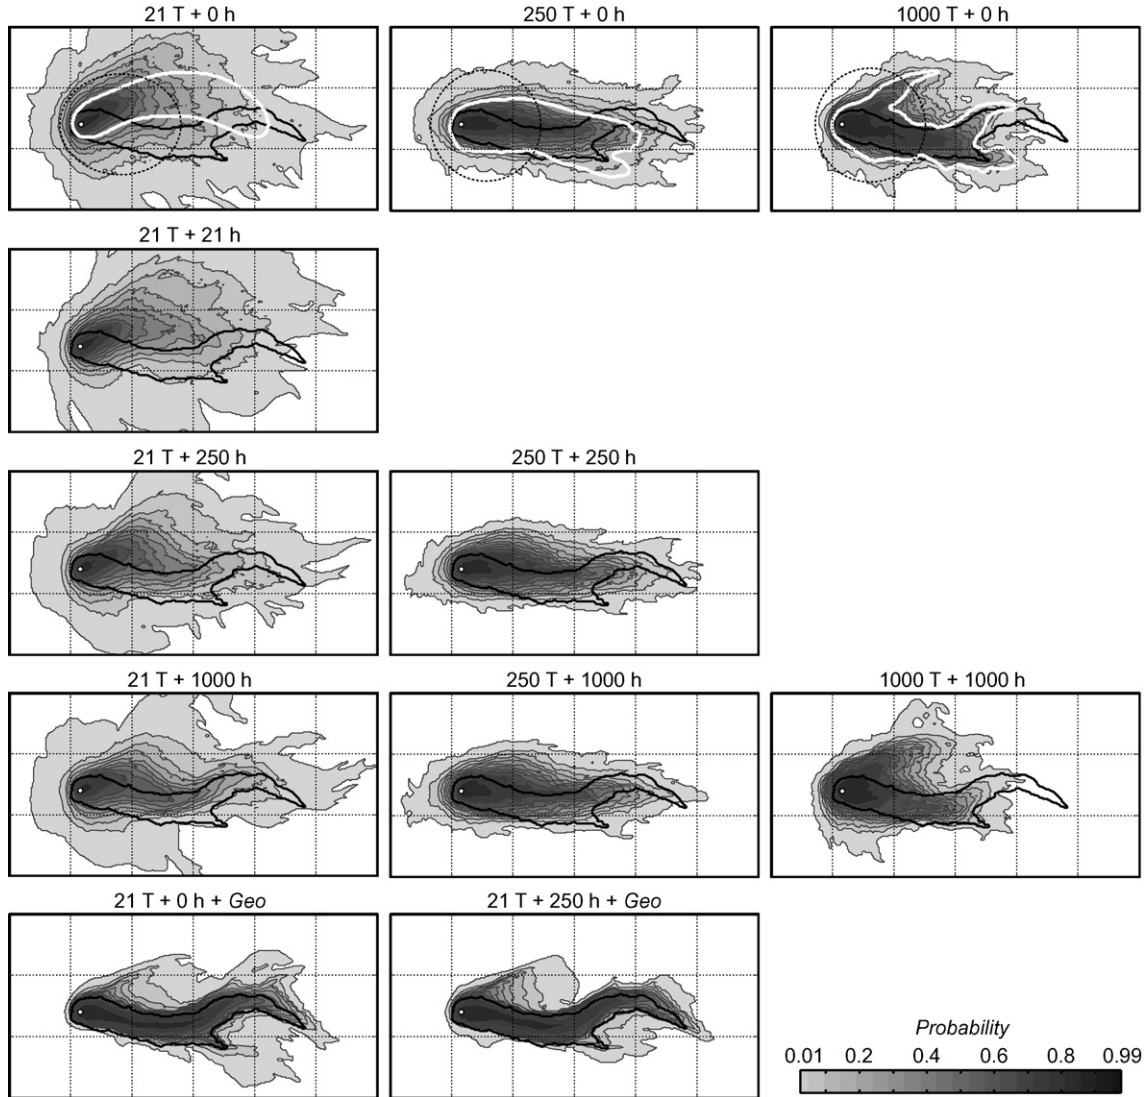 21 T + 0 h
250 T + 0 h
1000 T + 0 h
21 T + 21 h
21 T + 250 h
250 T + 250 h
21 T + 1000 h
250 T + 1000 h
1000 T + 1000 h
21 T + 0 h + Geo
21 T + 250 h + Geo
Probability
0.01 0.2 0.4 0.6 0.8 0.99